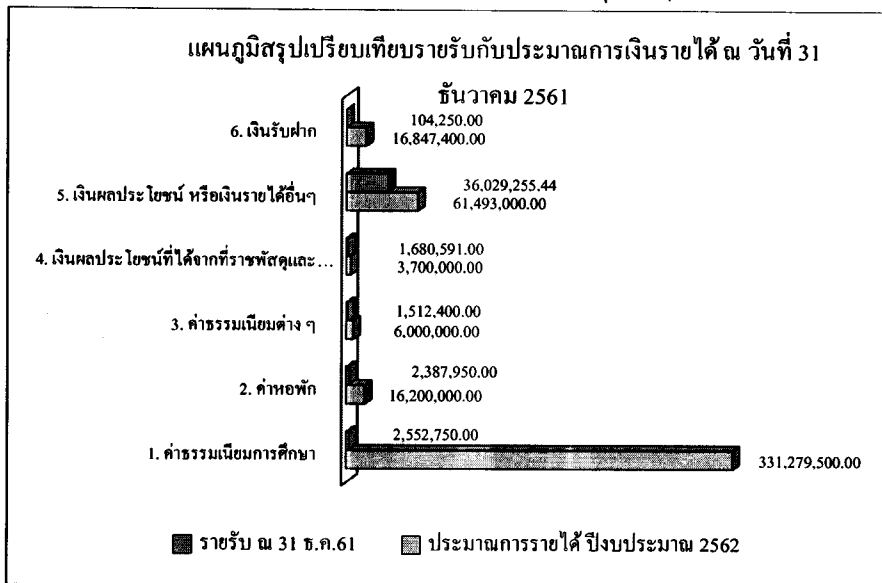 แผนภูมิสรุปเปรียบเทียบรายรับกับประมาณการเงินรายได้ ณ วันที่ 31
ธันวาคม 2561
6. เงินรับฝาก
104,250.00
16,847,400.00
5. เงินผลประโยชน์ หรือเงินรายได้อื่นๆ
36,029,255.44
61,493,000.00
4. เงินผลประโยชน์ที่ได้จากที่ราชพัสดุและ...
1,680,591.00
3,700,000.00
3. ค่าธรรมเนียมต่าง ๆ
1,512,400.00
6,000,000.00
2. ค่าหอพัก
2,387,950.00
16,200,000.00
1. ค่าธรรมเนียมการศึกษา
2,552,750.00
331,279,500.00
รายรับ ณ 31 ธ.ค.61
ประมาณการรายได้ ปีงบประมาณ 2562